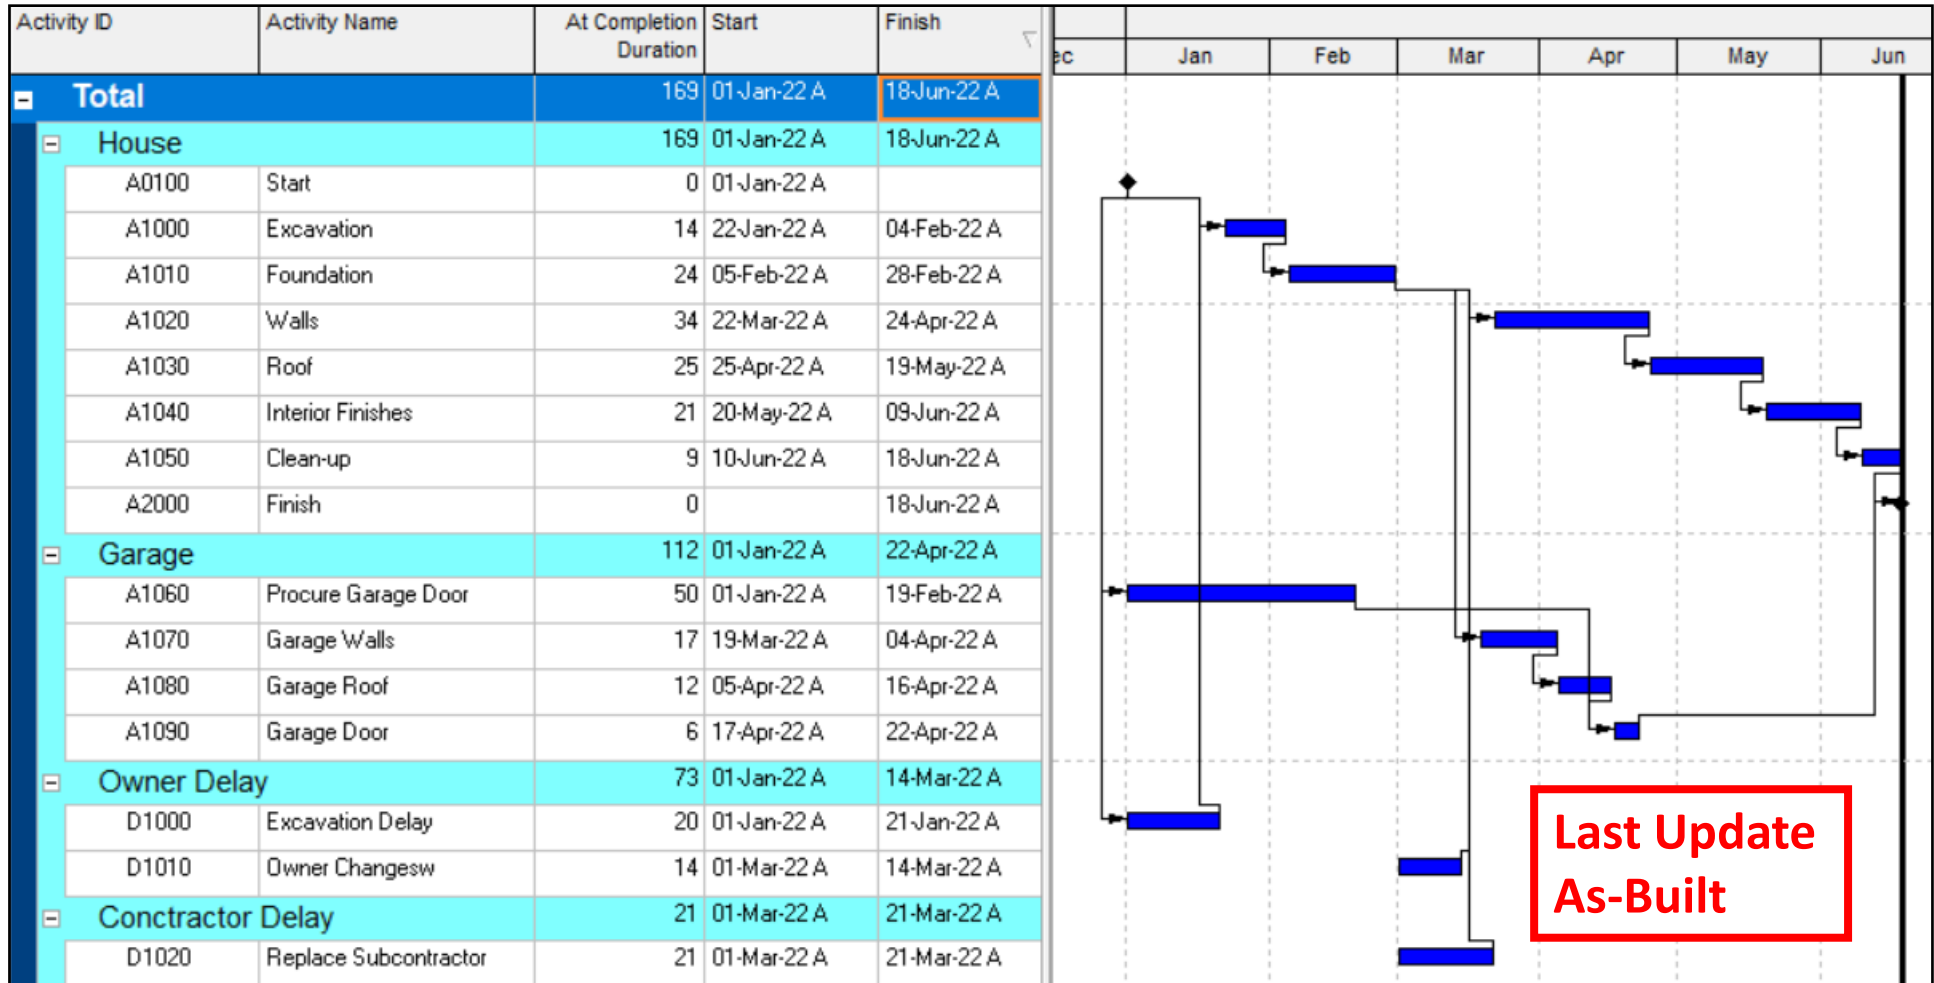 Activity ID Activity Name At Completion Duration Start Finish
ec Jan Feb Mar Apr May Jun
Total 169 01-Jan-22 A 18-Jun-22 A
House 169 01-Jan-22 A 18-Jun-22 A
A0100 Start 0 01-Jan-22 A
A1000 Excavation 14 22-Jan-22 A 04-Feb-22 A
A1010 Foundation 24 05-Feb-22 A 28-Feb-22 A
A1020 Walls 34 22-Mar-22 A 24-Apr-22 A
A1030 Roof 25 25-Apr-22 A 19-May-22 A
A1040 Interior Finishes 21 20-May-22 A 09-Jun-22 A
A1050 Clean-up 9 10-Jun-22 A 18-Jun-22 A
A2000 Finish 0 18-Jun-22 A
Garage 112 01-Jan-22 A 22-Apr-22 A
A1060 Procure Garage Door 50 01-Jan-22 A 19-Feb-22 A
A1070 Garage Walls 17 19-Mar-22 A 04-Apr-22 A
A1080 Garage Roof 12 05-Apr-22 A 16-Apr-22 A
A1090 Garage Door 6 17-Apr-22 A 22-Apr-22 A
Owner Delay 73 01-Jan-22 A 14-Mar-22 A
D1000 Excavation Delay 20 01-Jan-22 A 21-Jan-22 A
D1010 Owner Changesw 14 01-Mar-22 A 14-Mar-22 A
Conctractor Delay 21 01-Mar-22 A 21-Mar-22 A
D1020 Replace Subcontractor 21 01-Mar-22 A 21-Mar-22 A
Last Update
As-Built